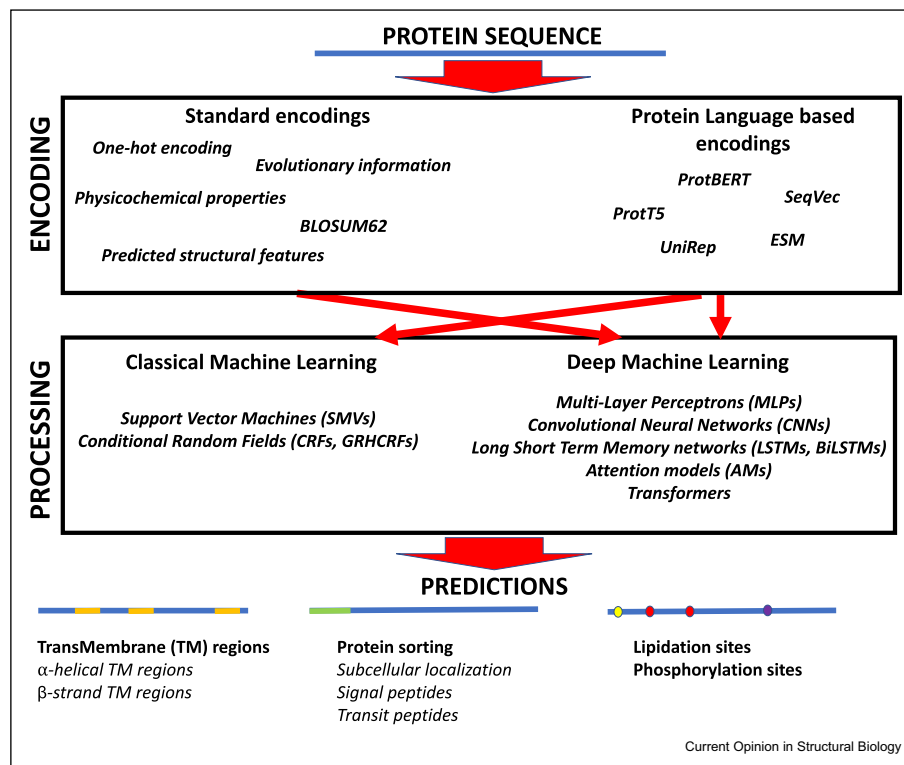 PROTEIN SEQUENCE
ENCODING
Standard encodings
One-hot encoding
Evolutionary information
Physicochemical properties
BLOSUM62
Predicted structural features
Protein Language based
encodings
ProtBERT
SeqVec
ProtT5
UniRep
ESM
PROCESSING
Classical Machine Learning
Support Vector Machines (SMVs)
Conditional Random Fields (CRFs, GRHCRFs)
Deep Machine Learning
Multi-Layer Perceptrons (MLPs)
Convolutional Neural Networks (CNNs)
Long Short Term Memory networks (LSTMs, BiLSTMs)
Attention models (AMs)
Transformers
PREDICTIONS
TransMembrane (TM) regions
α-helical TM regions
β-strand TM regions
Protein sorting
Subcellular localization
Signal peptides
Transit peptides
Lipidation sites
Phosphorylation sites
Current Opinion in Structural Biology